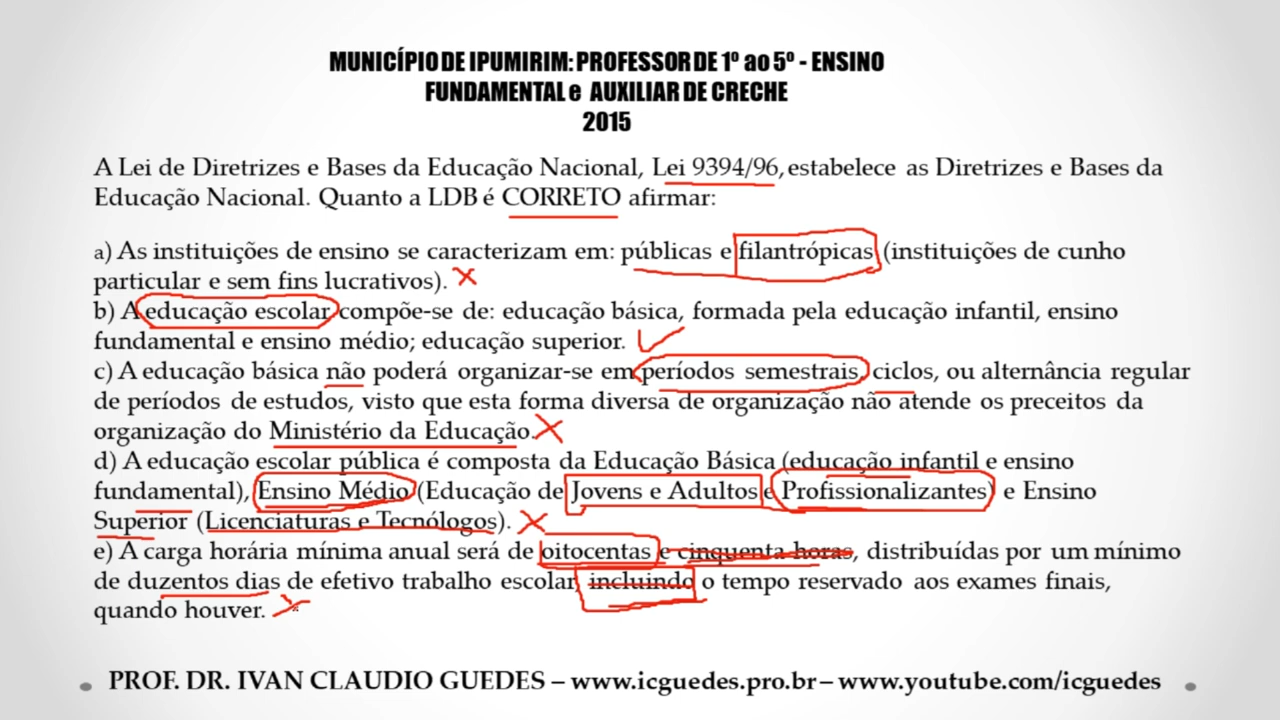 MUNICÍPIO DE IPUMIRIM: PROFESSOR DE 1º ao 5º - ENSINO
FUNDAMENTAL e AUXILIAR DE CRECHE
2015
A Lei de Diretrizes e Bases da Educação Nacional, Lei 9394/96, estabelece as Diretrizes e Bases da
Educação Nacional. Quanto a LDB é CORRETO afirmar:
a) As instituições de ensino se caracterizam em: públicas e filantrópicas (instituições de cunho
particular e sem fins lucrativos).
b) A educação escolar compõe-se de: educação básica, formada pela educação infantil, ensino
fundamental e ensino médio; educação superior.
c) A educação básica não poderá organizar-se em períodos semestrais, ciclos, ou alternância regular
de períodos de estudos, visto que esta forma diversa de organização não atende os preceitos da
organização do Ministério da Educação.
d) A educação escolar pública é composta da Educação Básica (educação infantil e ensino
fundamental), Ensino Médio (Educação de Jovens e Adultos e Profissionalizantes) e Ensino
Superior (Licenciaturas e Tecnólogos).
e) A carga horária mínima anual será de oitocentas e cinquenta horas, distribuídas por um mínimo
de duzentos dias de efetivo trabalho escolar, incluindo o tempo reservado aos exames finais,
quando houver.
PROF. DR. IVAN CLAUDIO GUEDES – www.icguedes.pro.br – www.youtube.com/icguedes